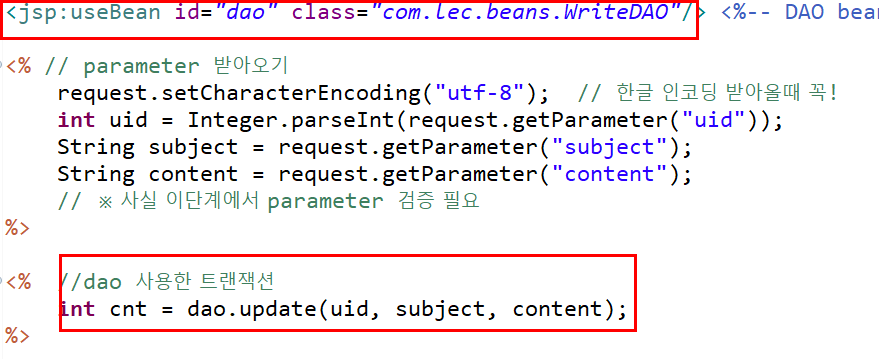 <jsp:useBean id="dao" class="com.lec.beans.WriteDAO"/> <%-- DAO bean
<% // parameter 받아오기
request.setCharacterEncoding("utf-8");  // 한글 인코딩 받아올때 꼭!
int uid = Integer.parseInt(request.getParameter("uid"));
String subject = request.getParameter("subject");
String content = request.getParameter("content");
// ※ 사실 이단계에서 parameter 검증 필요
%>
<%  //dao 사용한 트랜잭션
int cnt = dao.update(uid, subject, content);
%>